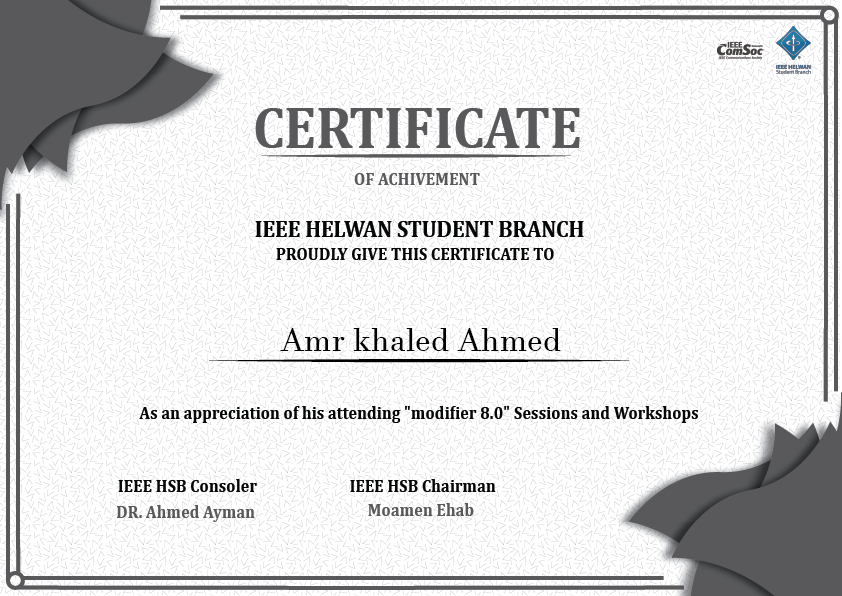 IEEE
ComSoc
IEEE Communications Society
IEEE HELWAN
Student Branch
CERTIFICATE
OF ACHIVEMENT
IEEE HELWAN STUDENT BRANCH
PROUDLY GIVE THIS CERTIFICATE TO
Amr khaled Ahmed
As an appreciation of his attending "modifier 8.0" Sessions and Workshops
IEEE HSB Consoler
DR. Ahmed Ayman
IEEE HSB Chairman
Moamen Ehab